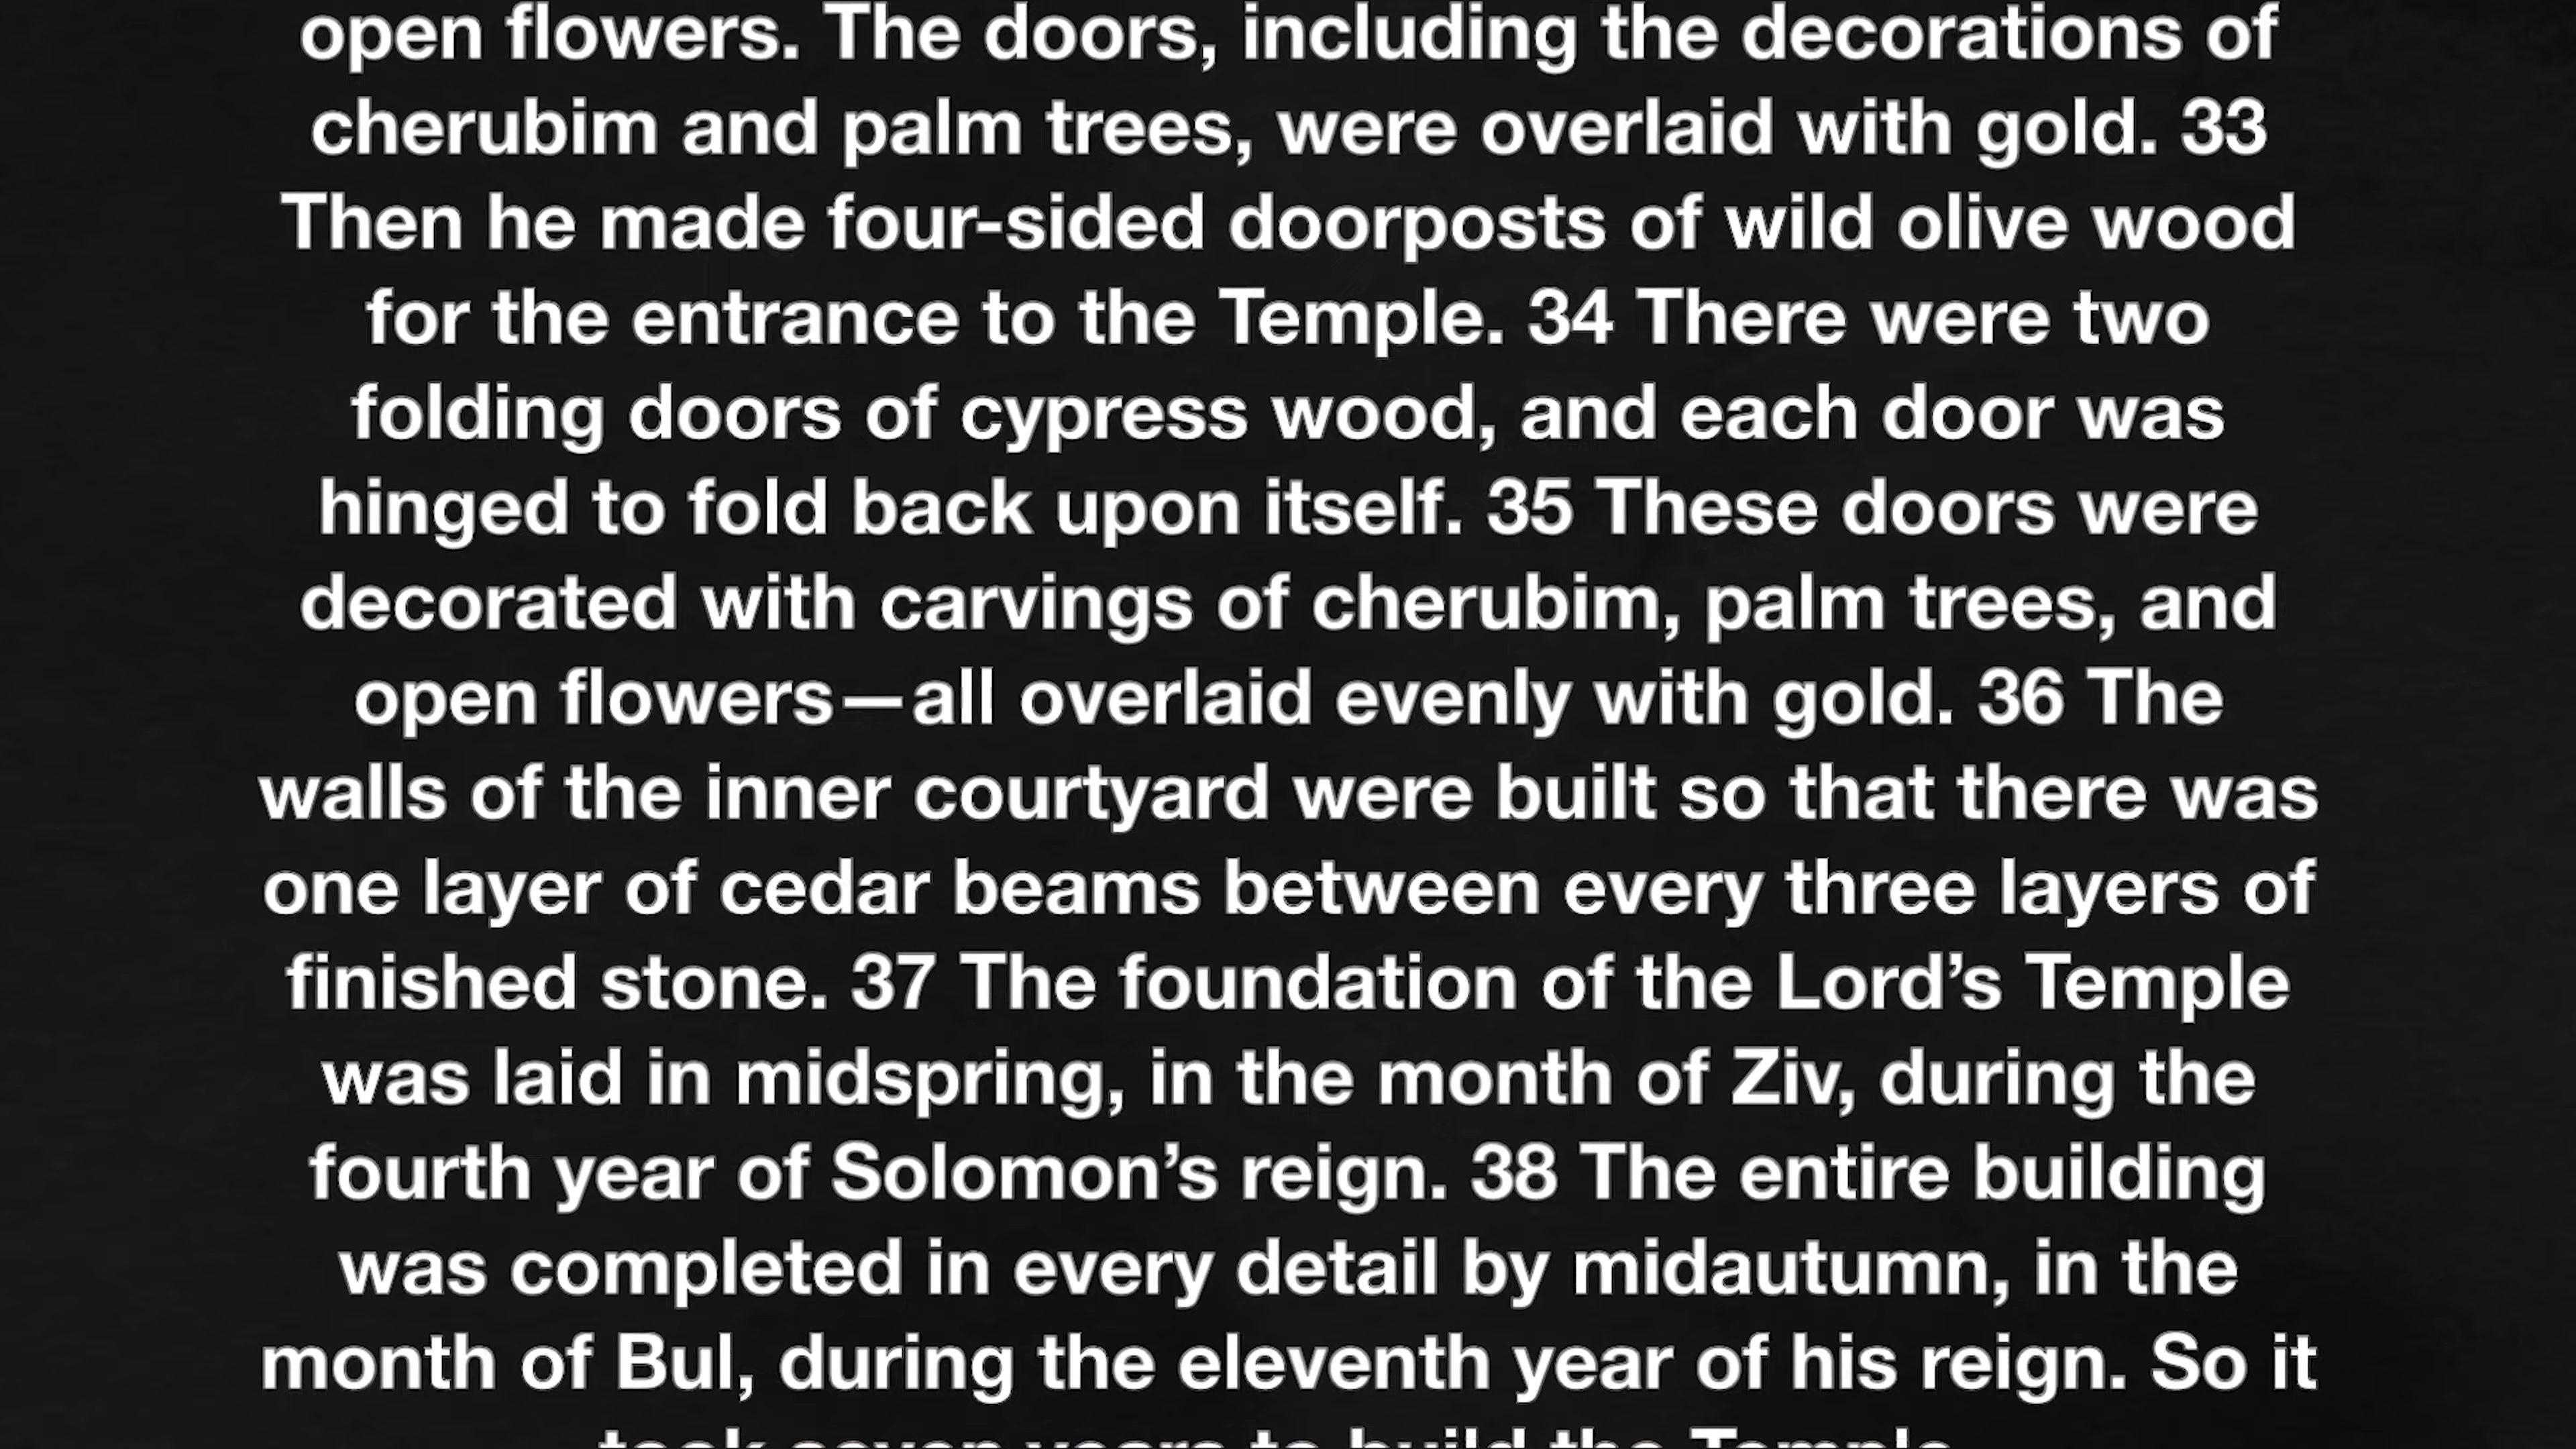 open flowers. The doors, including the decorations of
cherubim and palm trees, were overlaid with gold. 33
Then he made four-sided doorposts of wild olive wood
for the entrance to the Temple. 34 There were two
folding doors of cypress wood, and each door was
hinged to fold back upon itself. 35 These doors were
decorated with carvings of cherubim, palm trees, and
open flowers—all overlaid evenly with gold. 36 The
walls of the inner courtyard were built so that there was
one layer of cedar beams between every three layers of
finished stone. 37 The foundation of the Lord’s Temple
was laid in midspring, in the month of Ziv, during the
fourth year of Solomon’s reign. 38 The entire building
was completed in every detail by midautumn, in the
month of Bul, during the eleventh year of his reign. So it
took seven years to build the Temple